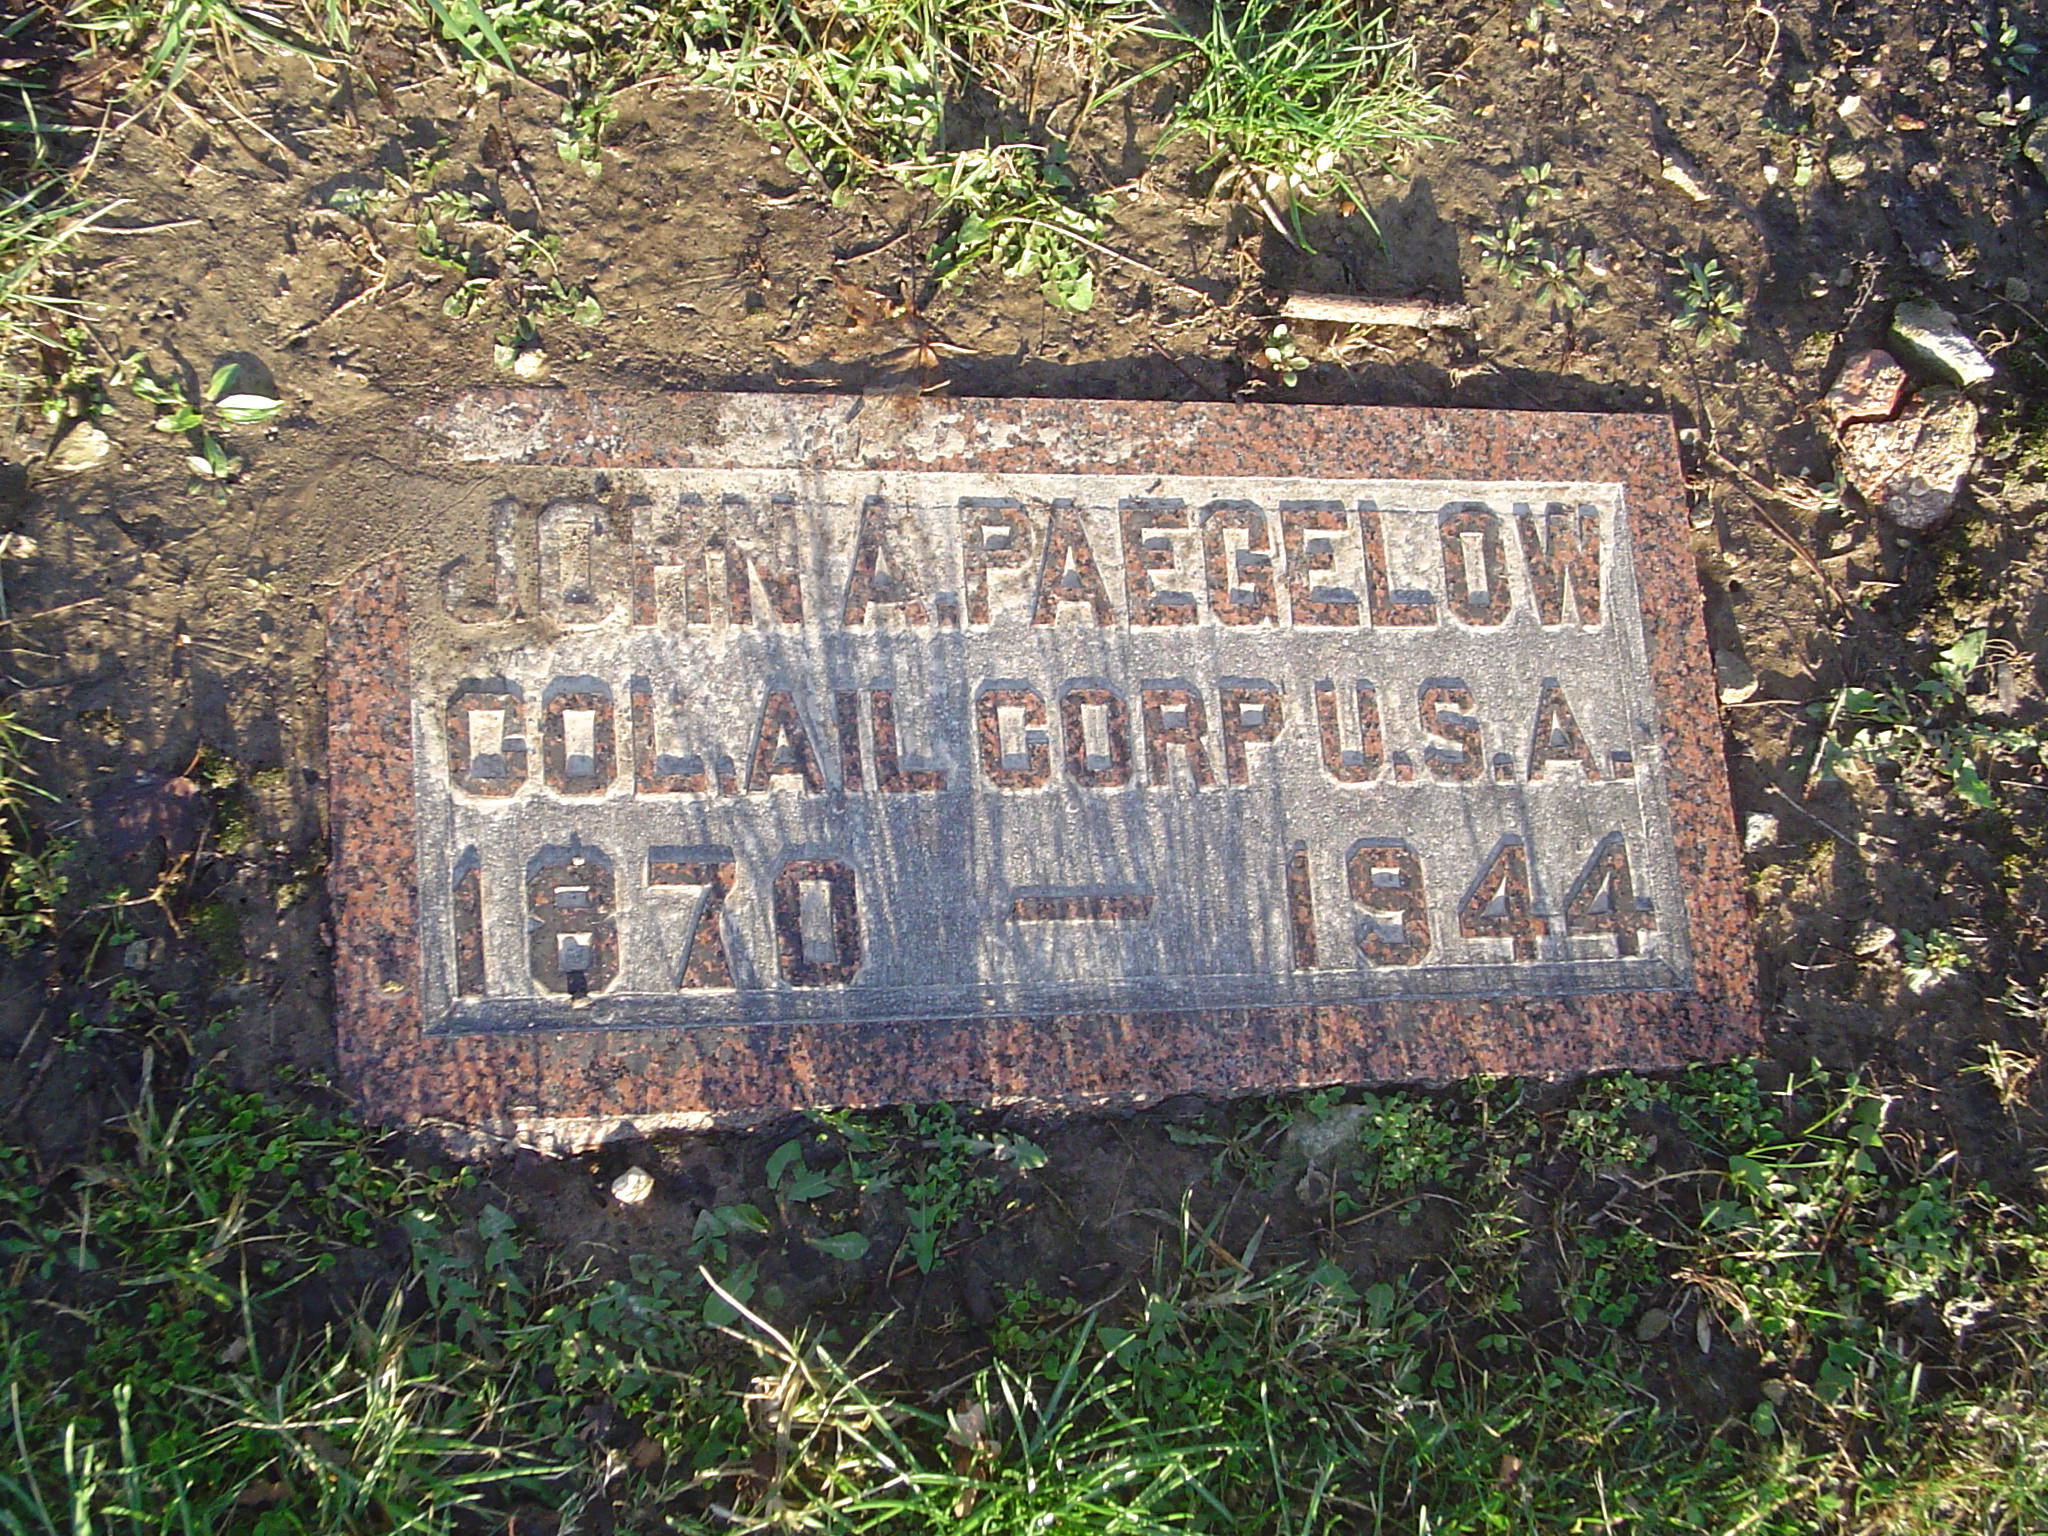 JOHN A. PAEGELOW
COL. AIL CORP U.S.A.
1870 — 1944